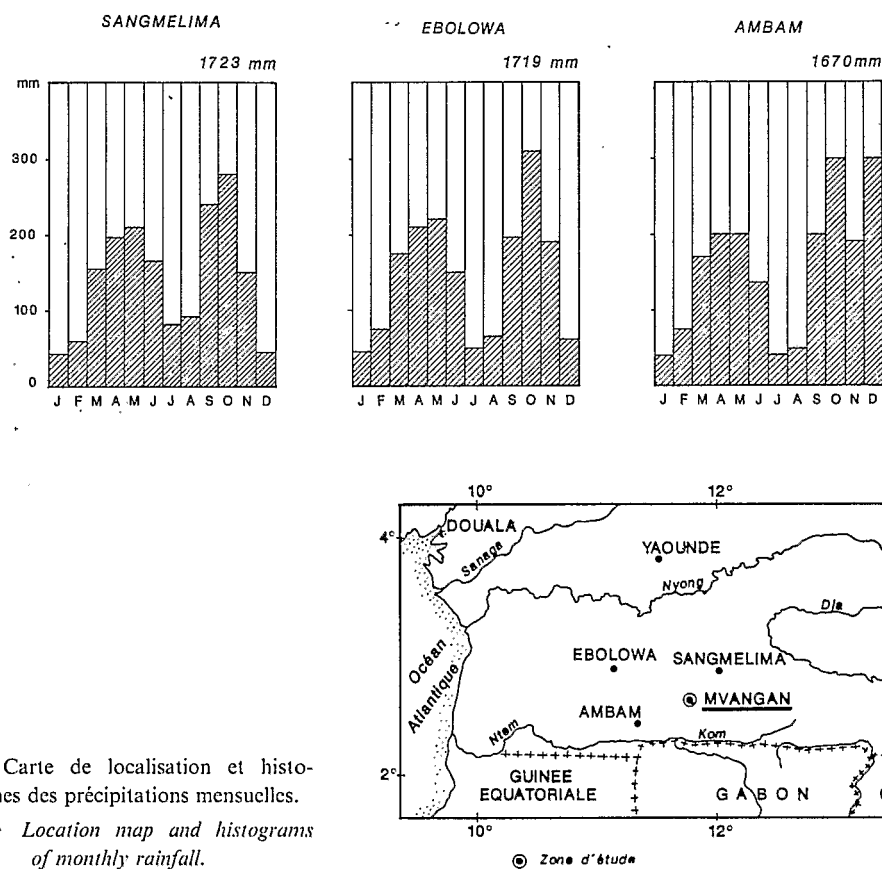 SANGMELIMA
EBOLOWA
AMBAM
1723 mm
1719 mm
1670mm
mm
300
200
100
0
J F M A M J J A S O N D
J F M A M J J A S O N D
J F M A M J J A S O N D
10° 12°
4°
DOUALA
Sanaga
YAOUNDE
Nyong
Dja
Océan
Atlantique
EBOLOWA
SANGMELIMA
MVANGAN
AMBAM
Ntem
Kom
2°
GUINEE
EQUATORIALE
GABON
10° 12°
Zone d'étude
Carte de localisation et histo-
nes des précipitations mensuelles.
Location map and histograms
of monthly rainfall.